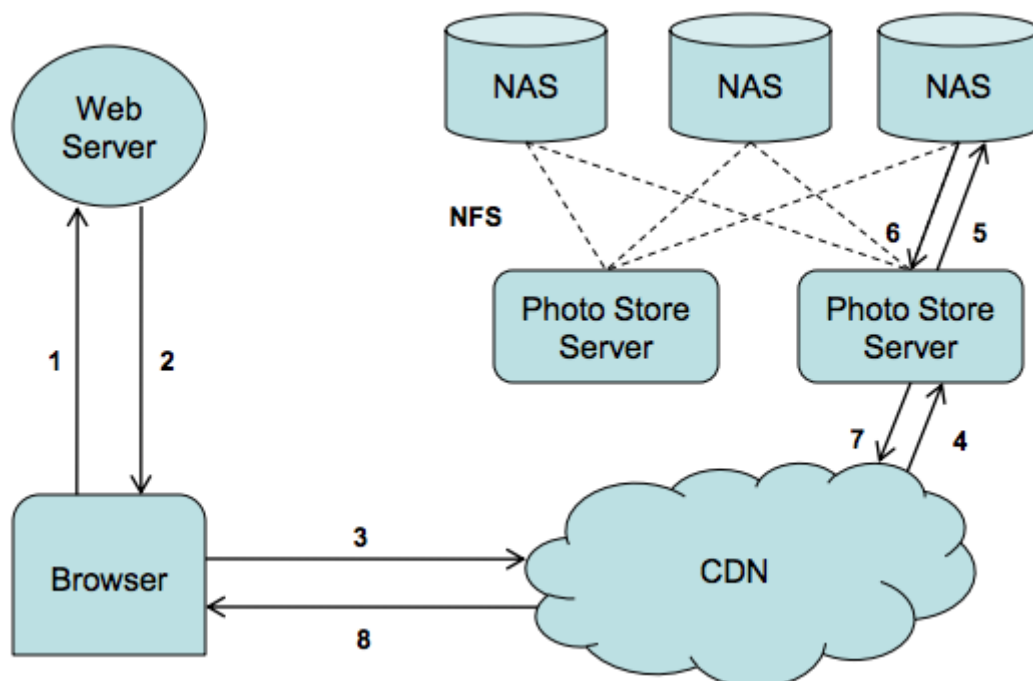 NAS
NAS
NAS
Web
Server
NFS
6
5
Photo Store
Server
Photo Store
Server
1
2
7
4
3
CDN
Browser
8